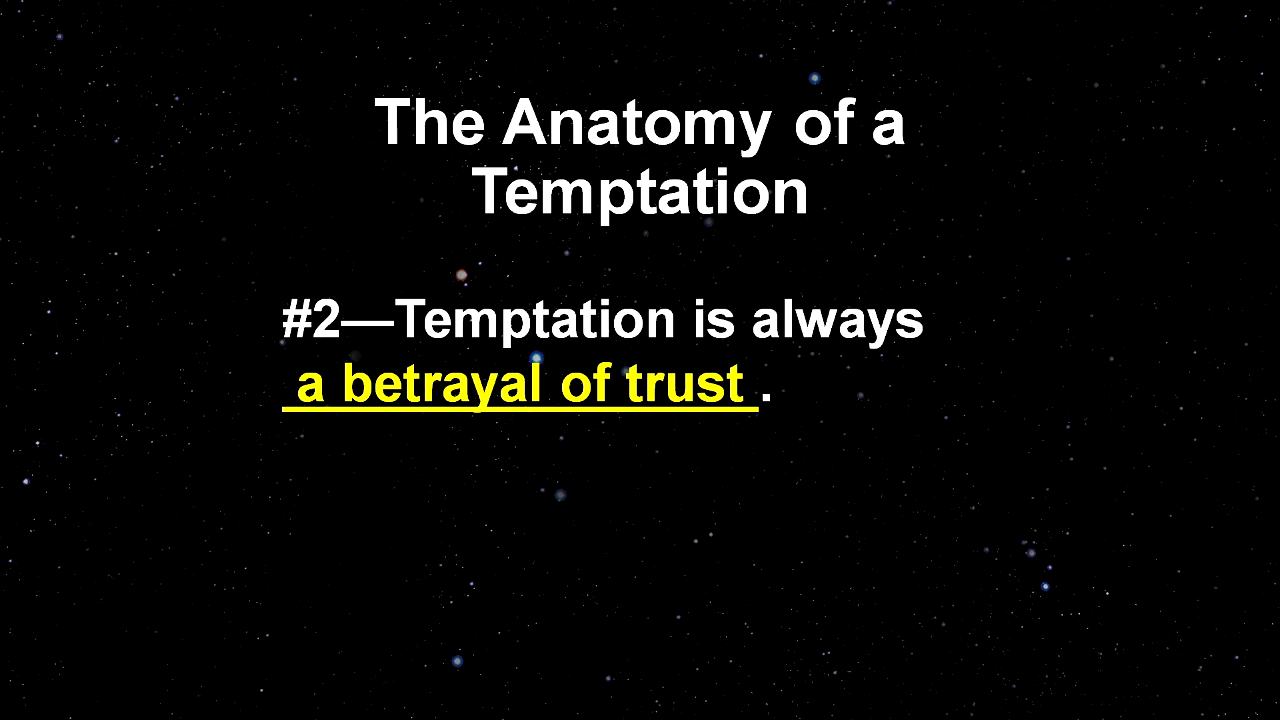 The Anatomy of a
Temptation
#2—Temptation is always
a betrayal of trust .